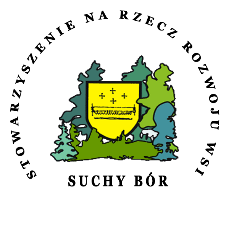 STOWARZYSZENIE NA RZECZ ROZWOJU WSI
SUCHY BÓR